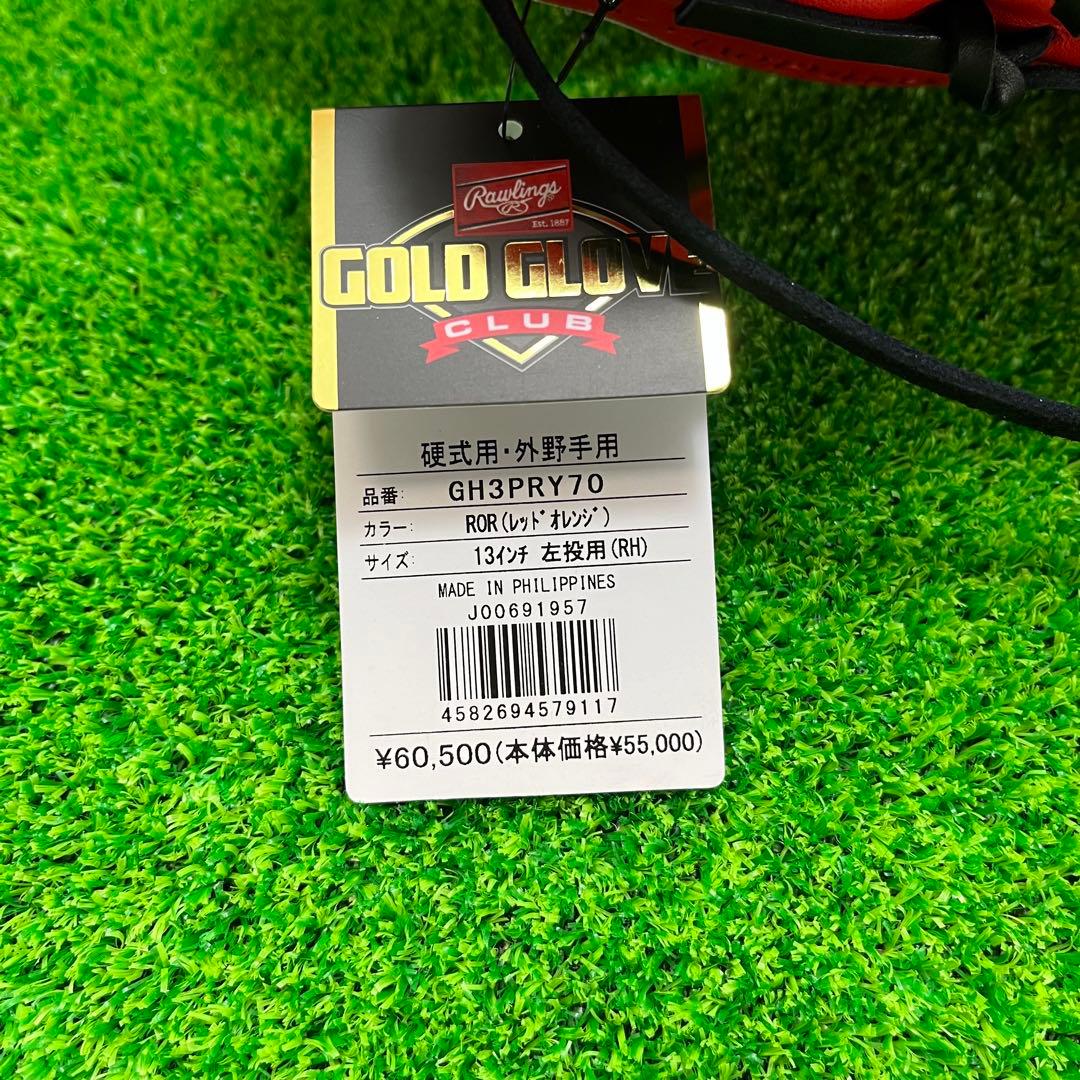 Rawlings
R
Est. 1887
GOLD GLOVE
CLUB
硬式用・外野手用
品番: GH3PRY70
カラー: ROR(ﾚｯﾄﾞｵﾚﾝｼﾞ)
サイズ: 13ｲﾝﾁ 左投用(RH)
MADE IN PHILIPPINES
J00691957
4582694579117
¥60,500(本体価格¥55,000)